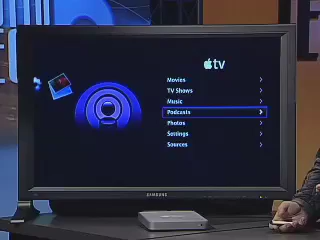 tv
Movies
TV Shows
Music
Podcasts
Photos
Settings
Sources
SAMSUNG